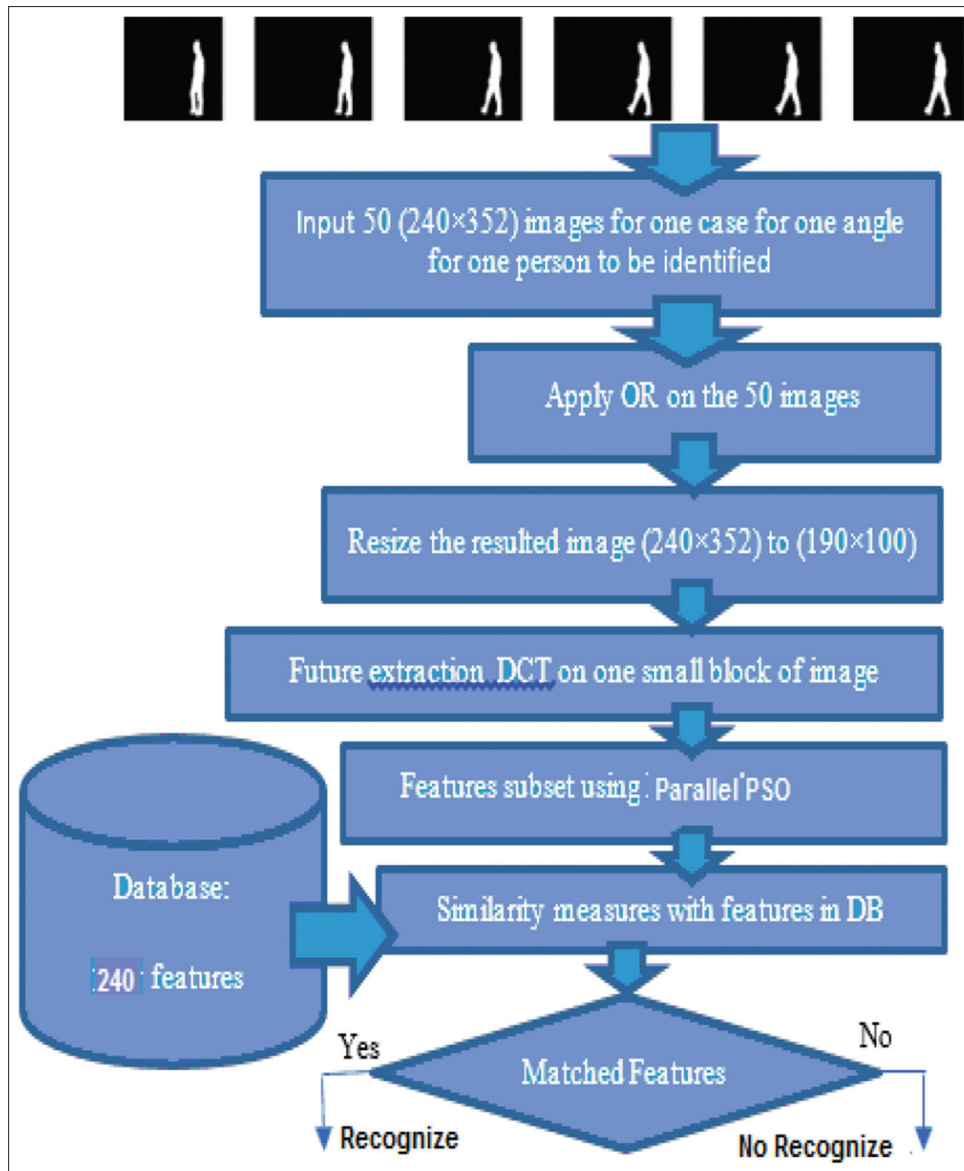 Input 50 (240×352) images for one case for one angle
for one person to be identified
Apply OR on the 50 images
Resize the resulted image (240×352) to (190×100)
Future extraction DCT on one small block of image
Features subset using Parallel PSO
Database:
240 features
Similarity measures with features in DB
Matched Features
Yes
No
Recognize
No Recognize